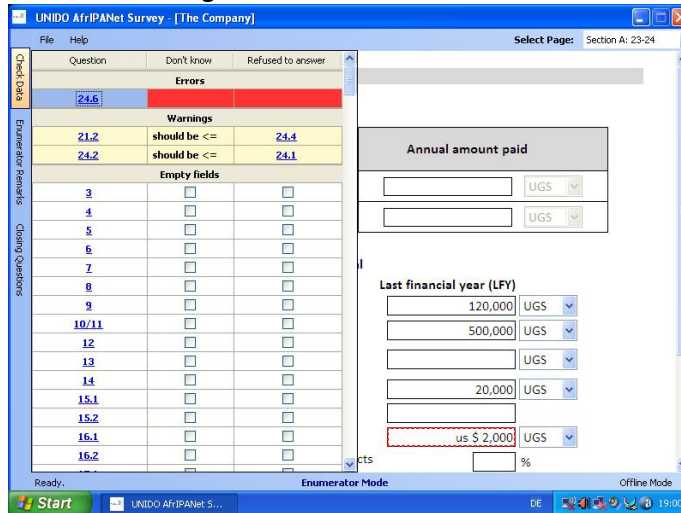 UNIDO AfrIPANet Survey - [The Company]
File Help Select Page: Section A: 23-24
Check Data
Enumerator Remarks
Closing Questions
Question Don't know Refused to answer
Errors
24.6
Warnings
21.2 should be <= 24.4
24.2 should be <= 24.1
Empty fields
3
4
5
6
7
8
9
10/11
12
13
14
15.1
15.2
16.1
16.2
Annual amount paid
UGS
UGS
Last financial year (LFY)
120,000 UGS
500,000 UGS
UGS
20,000 UGS
us $ 2,000 UGS
cts %
Ready. Enumerator Mode Offline Mode
Start UNIDO AfrIPANet S... DE 19:00